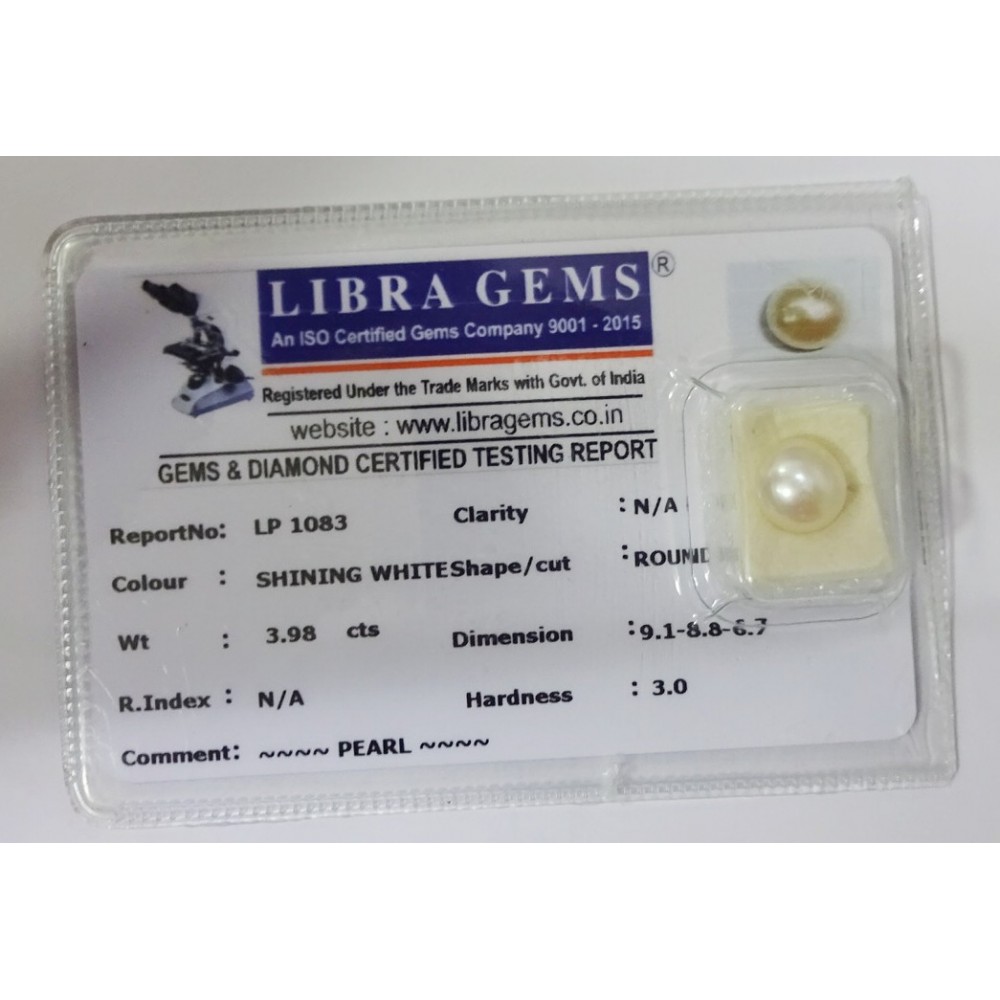 LIBRA GEMS ®
An ISO Certified Gems Company 9001 - 2015
Registered Under the Trade Marks with Govt. of India
website : www.libragems.co.in
GEMS & DIAMOND CERTIFIED TESTING REPORT
ReportNo: LP 1083 Clarity : N/A
Colour : SHINING WHITE Shape/cut : ROUND
Wt : 3.98 cts Dimension : 9.1-8.8-6.7
R.Index : N/A Hardness : 3.0
Comment: ~~~~ PEARL ~~~~